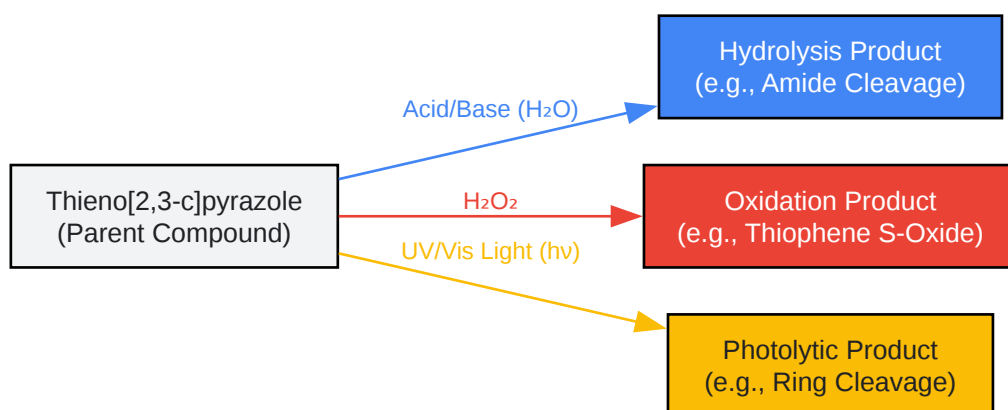 Hydrolysis Product
(e.g., Amide Cleavage)
Acid/Base (H₂O)
Thieno[2,3-c]pyrazole
(Parent Compound)
H₂O₂
Oxidation Product
(e.g., Thiophene S-Oxide)
UV/Vis Light (hν)
Photolytic Product
(e.g., Ring Cleavage)